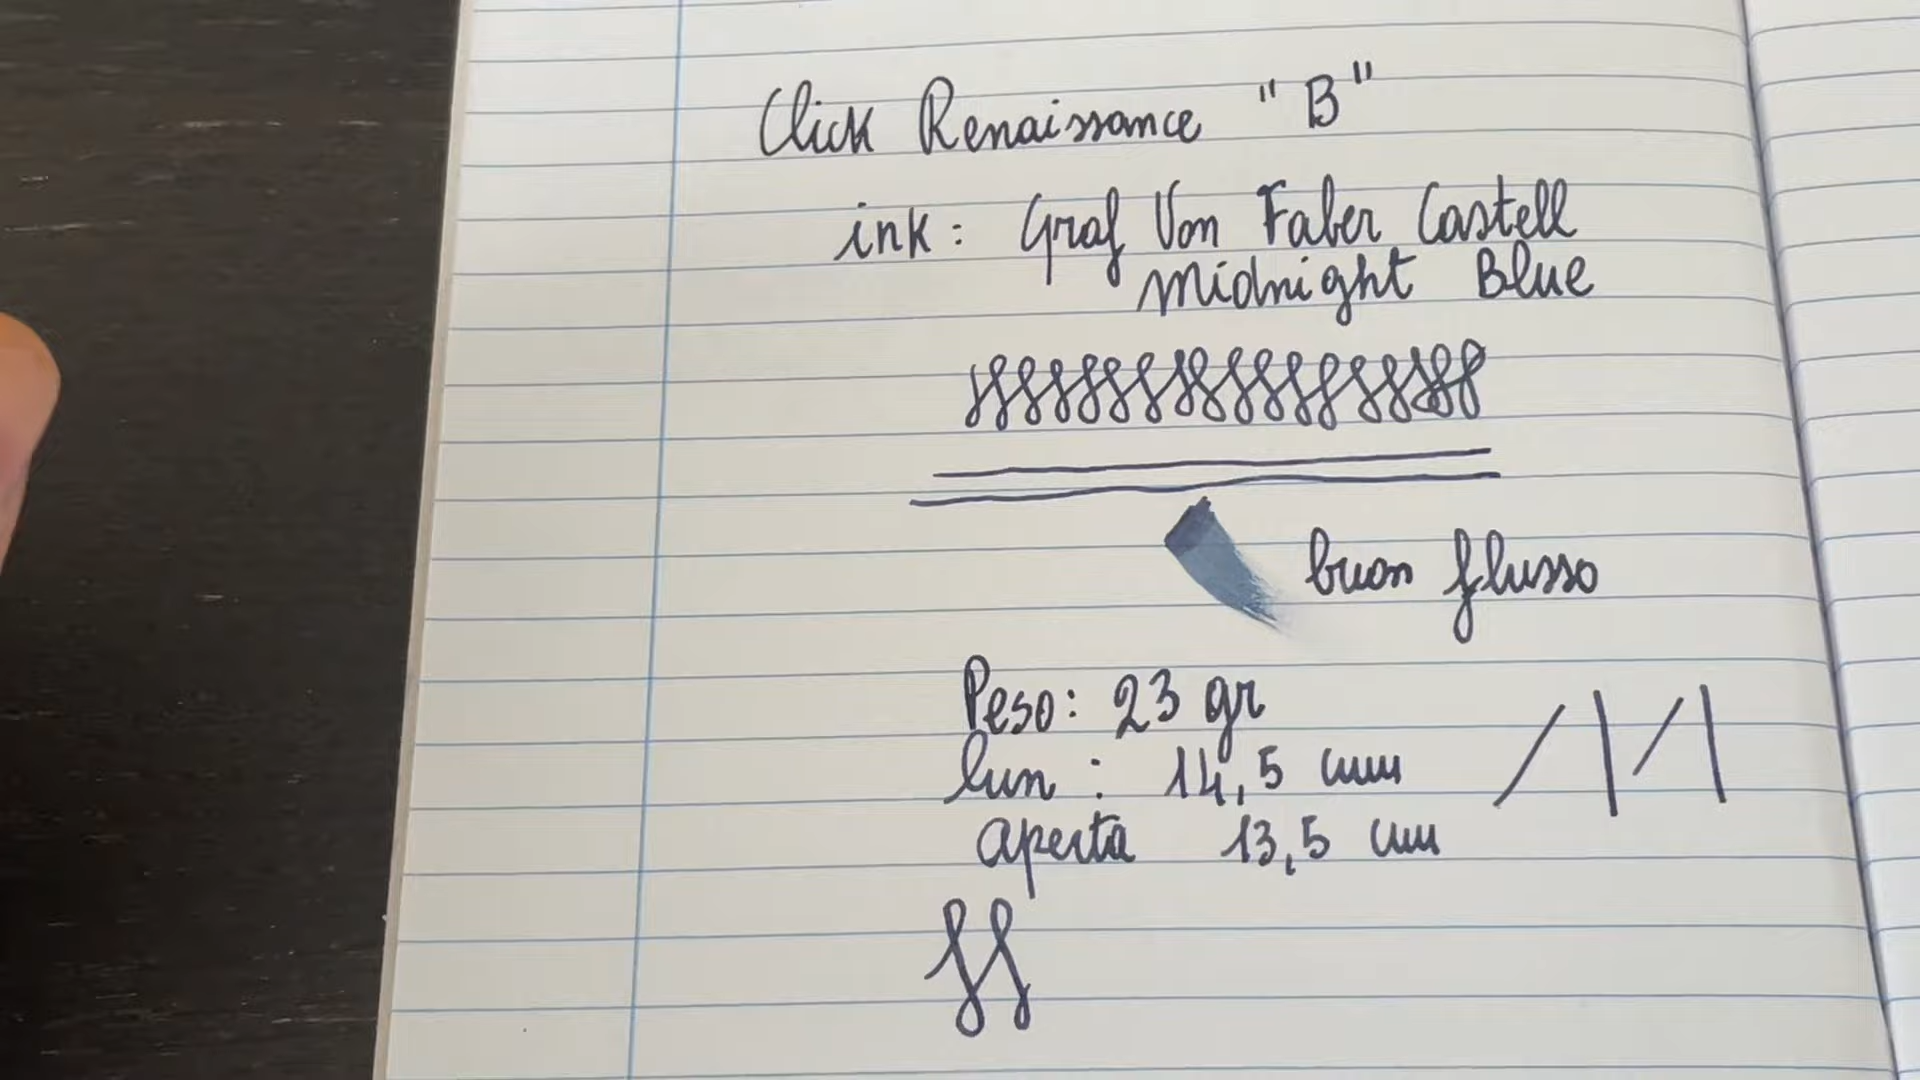 Click Renaissance "B"
ink: Graf Von Faber Castell
Midnight Blue
buon flusso
Peso: 23 gr
lun: 14,5 cm
aperta 13,5 cm